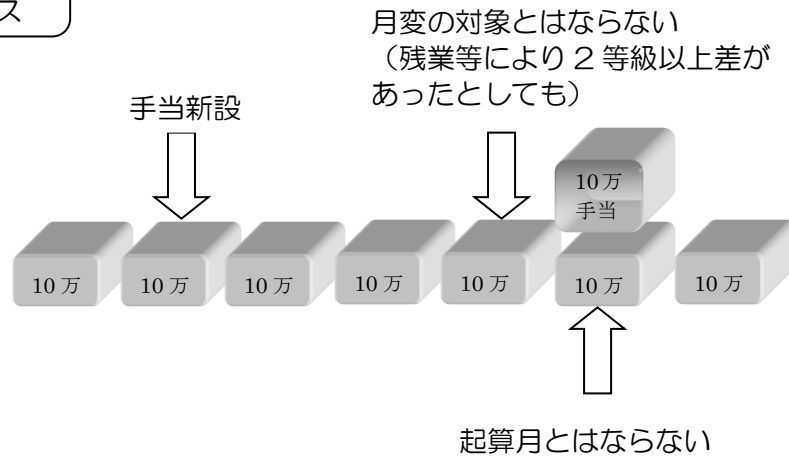 ス
月変の対象とはならない
（残業等により2等級以上差が
あったとしても）
手当新設
10万
手当
10万
10万
10万
10万
10万
10万
10万
起算月とはならない